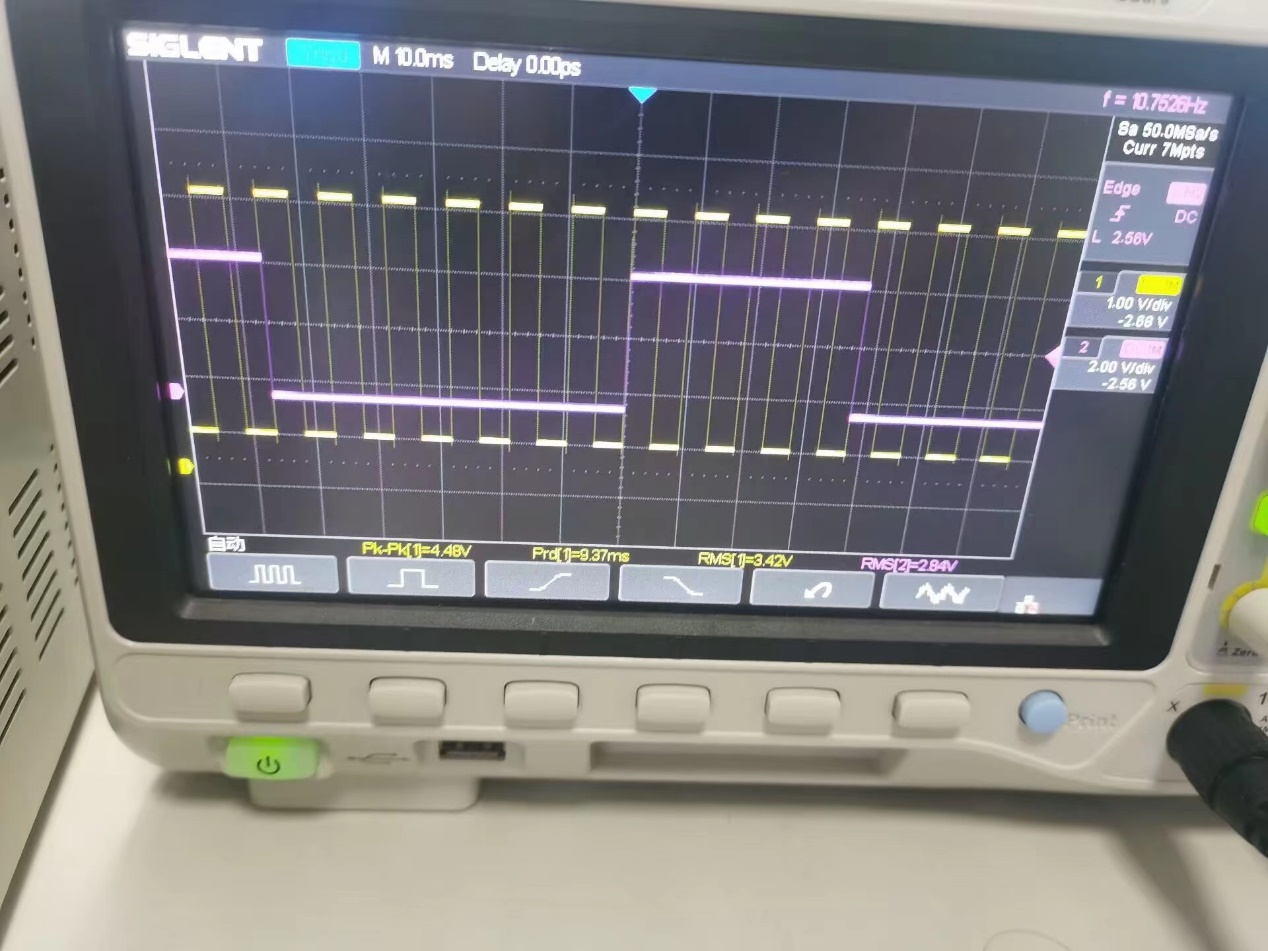 SIGLENT M 10.0ms Delay 0.00ps
f = 10.7526Hz
Sa 50.0MSa/s
Curr 7Mpts
Edge
DC
L 2.56V
1
1.00 V/div
-2.68 V
2
2.00 V/div
-2.56 V
自动
Pk-Pk[1]=4.48V Prd[1]=9.37ms RMS[1]=3.42V RMS[2]=2.84V
Print
X